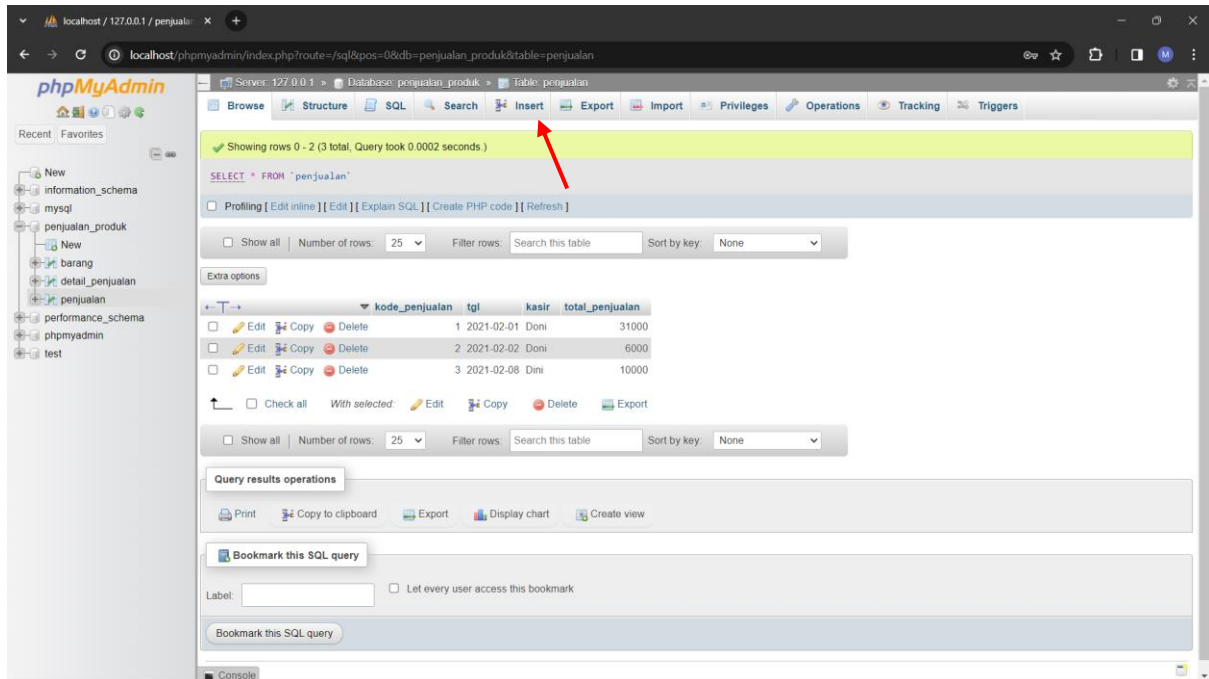 localhost / 127.0.0.1 / penjualan
localhost/phpmyadmin/index.php?route=/sql&pos=0&db=penjualan_produk&table=penjualan
M
phpMyAdmin
Recent Favorites
New
information_schema
mysql
penjualan_produk
New
barang
detail_penjualan
penjualan
performance_schema
phpmyadmin
test
Server: 127.0.0.1 » Database: penjualan_produk » Table: penjualan
Browse Structure SQL Search Insert Export Import Privileges Operations Tracking Triggers
Showing rows 0 - 2 (3 total, Query took 0.0002 seconds.)
SELECT * FROM `penjualan`
Profiling [ Edit inline ] [ Edit ] [ Explain SQL ] [ Create PHP code ] [ Refresh ]
Show all | Number of rows: 25 Filter rows: Search this table Sort by key: None
Extra options
←T→ kode_penjualan tgl kasir total_penjualan
Edit Copy Delete 1 2021-02-01 Doni 31000
Edit Copy Delete 2 2021-02-02 Doni 6000
Edit Copy Delete 3 2021-02-08 Dini 10000
Check all With selected: Edit Copy Delete Export
Show all | Number of rows: 25 Filter rows: Search this table Sort by key: None
Query results operations
Print Copy to clipboard Export Display chart Create view
Bookmark this SQL query
Label: Let every user access this bookmark
Bookmark this SQL query
Console